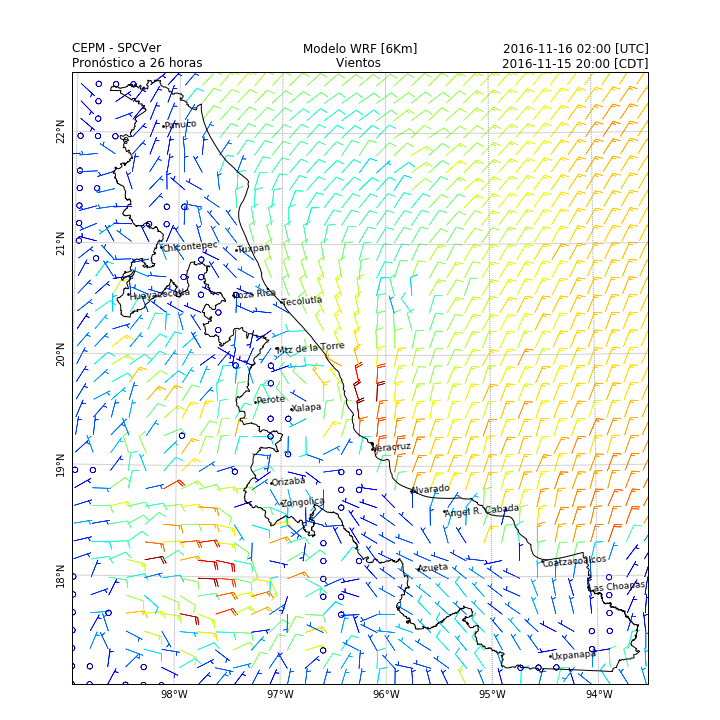 CEPM - SPCVer Modelo WRF [6Km] 2016-11-16 02:00 [UTC]
Pronóstico a 26 horas Vientos 2016-11-15 20:00 [CDT]
22°N
Panuco
21°N
Chicontepec
Tuxpan
Huayacocotla
Poza Rica
Tecolutla
20°N
Mtz de la Torre
Perote
Xalapa
Veracruz
19°N
Orizaba
Alvarado
Zongolica
Angel R. Cabada
18°N
Azueta
Coatzacoalcos
Las Choapas
Uxpanapa
98°W 97°W 96°W 95°W 94°W